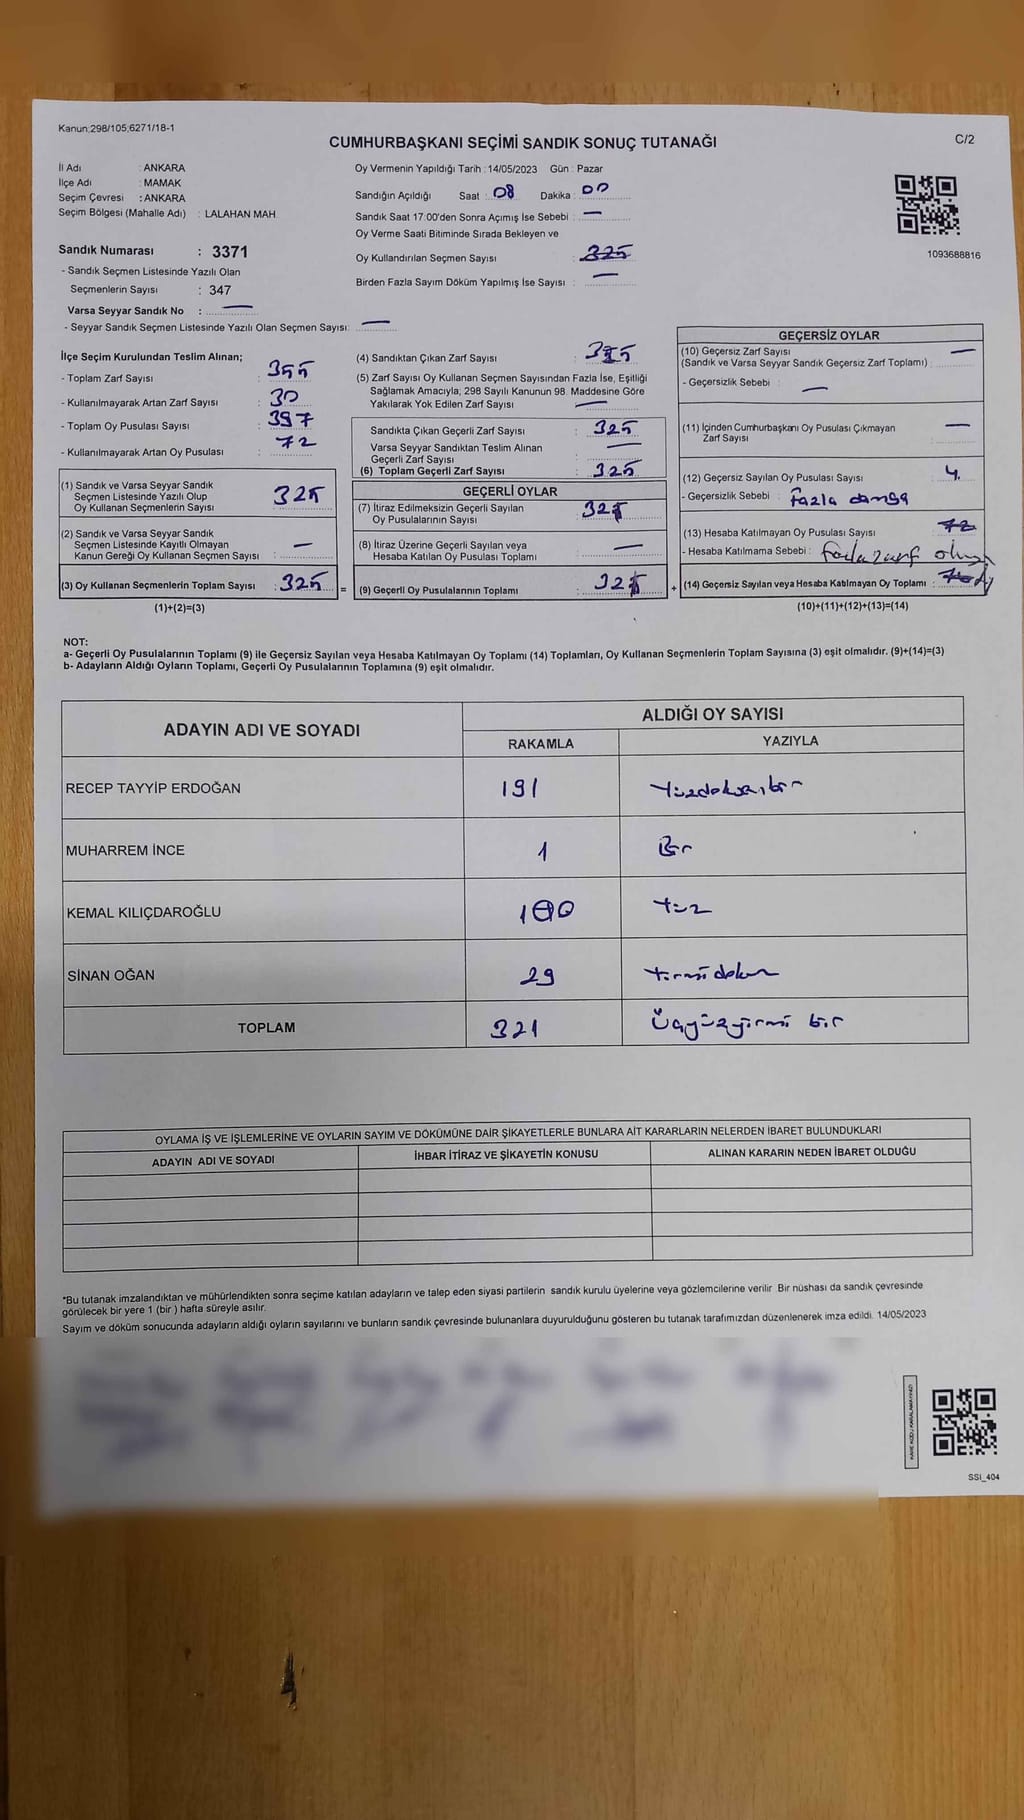 Kanun;298/105;6271/18-1
CUMHURBAŞKANI SEÇİMİ SANDIK SONUÇ TUTANAĞI
C/2
İl Adı : ANKARA
İlçe Adı : MAMAK
Seçim Çevresi : ANKARA
Seçim Bölgesi (Mahalle Adı) : LALAHAN MAH.
Oy Vermenin Yapıldığı Tarih : 14/05/2023 Gün : Pazar
Sandığın Açıldığı Saat : 08 Dakika : 00
Sandık Saat 17:00'den Sonra Açımış İse Sebebi : —
Oy Verme Saati Bitiminde Sırada Bekleyen ve
Oy Kullandırılan Seçmen Sayısı : 325
Birden Fazla Sayım Döküm Yapılmış İse Sayısı : —
1093688816
Sandık Numarası : 3371
- Sandık Seçmen Listesinde Yazılı Olan
Seçmenlerin Sayısı : 347
Varsa Seyyar Sandık No : —
- Seyyar Sandık Seçmen Listesinde Yazılı Olan Seçmen Sayısı: —
İlçe Seçim Kurulundan Teslim Alınan;
- Toplam Zarf Sayısı : 355
- Kullanılmayarak Artan Zarf Sayısı : 30
- Toplam Oy Pusulası Sayısı : 397
- Kullanılmayarak Artan Oy Pusulası : 72
(1) Sandık ve Varsa Seyyar Sandık
Seçmen Listesinde Yazılı Olup
Oy Kullanan Seçmenlerin Sayısı : 325
(2) Sandık ve Varsa Seyyar Sandık
Seçmen Listesinde Kayıtlı Olmayan
Kanun Gereği Oy Kullanan Seçmen Sayısı : —
(3) Oy Kullanan Seçmenlerin Toplam Sayısı : 325 =
(1)+(2)=(3)
(4) Sandıktan Çıkan Zarf Sayısı : 325
(5) Zarf Sayısı Oy Kullanan Seçmen Sayısından Fazla İse, Eşitliği
Sağlamak Amacıyla; 298 Sayılı Kanunun 98. Maddesine Göre
Yakılarak Yok Edilen Zarf Sayısı : —
Sandıkta Çıkan Geçerli Zarf Sayısı : 325
Varsa Seyyar Sandıktan Teslim Alınan
Geçerli Zarf Sayısı : —
(6) Toplam Geçerli Zarf Sayısı : 325
GEÇERLİ OYLAR
(7) İtiraz Edilmeksizin Geçerli Sayılan : 321
Oy Pusulalarının Sayısı
(8) İtiraz Üzerine Geçerli Sayılan veya : —
Hesaba Katılan Oy Pusulaları Toplamı
(9) Geçerli Oy Pusulalarının Toplamı : 321 +
GEÇERSİZ OYLAR
(10) Geçersiz Zarf Sayısı —
(Sandık ve Varsa Seyyar Sandık Geçersiz Zarf Toplamı) :
- Geçersizlik Sebebi : —
(11) İçinden Cumhurbaşkanı Oy Pusulası Çıkmayan —
Zarf Sayısı
(12) Geçersiz Sayılan Oy Pusulası Sayısı : 4.
- Geçersizlik Sebebi : fazla damga
(13) Hesaba Katılmayan Oy Pusulası Sayısı : 72
- Hesaba Katılmama Sebebi : fazla zarf
(14) Geçersiz Sayılan veya Hesaba Katılmayan Oy Toplamı :
(10)+(11)+(12)+(13)=(14)
NOT:
a- Geçerli Oy Pusulalarının Toplamı (9) ile Geçersiz Sayılan veya Hesaba Katılmayan Oy Toplamı (14) Toplamları, Oy Kullanan Seçmenlerin Toplam Sayısına (3) eşit olmalıdır. (9)+(14)=(3)
b- Adayların Aldığı Oyların Toplamı, Geçerli Oy Pusulalarının Toplamına (9) eşit olmalıdır.
ADAYIN ADI VE SOYADI
ALDIĞI OY SAYISI
RAKAMLA YAZIYLA
RECEP TAYYİP ERDOĞAN 191 Yüzdoksanbir
MUHARREM İNCE 1 Bir
KEMAL KILIÇDAROĞLU 100 Yüz
SİNAN OĞAN 29 Yirmidokuz
TOPLAM 321 Üçyüzyirmi bir
OYLAMA İŞ VE İŞLEMLERİNE VE OYLARIN SAYIM VE DÖKÜMÜNE DAİR ŞİKAYETLERLE BUNLARA AİT KARARLARIN NELERDEN İBARET BULUNDUKLARI
ADAYIN ADI VE SOYADI İHBAR İTİRAZ VE ŞİKAYETİN KONUSU ALINAN KARARIN NEDEN İBARET OLDUĞU
*Bu tutanak imzalandıktan ve mühürlendikten sonra seçime katılan adayların ve talep eden siyasi partilerin sandık kurulu üyelerine veya gözlemcilerine verilir Bir nüshası da sandık çevresinde
görülecek bir yere 1 (bir ) hafta süreyle asılır.
Sayım ve döküm sonucunda adayların aldığı oyların sayılarını ve bunların sandık çevresinde bulunanlara duyurulduğunu gösteren bu tutanak tarafımızdan düzenlenerek imza edildi. 14/05/2023
KARE KODU KARALAMAYINIZ!
SSI_404